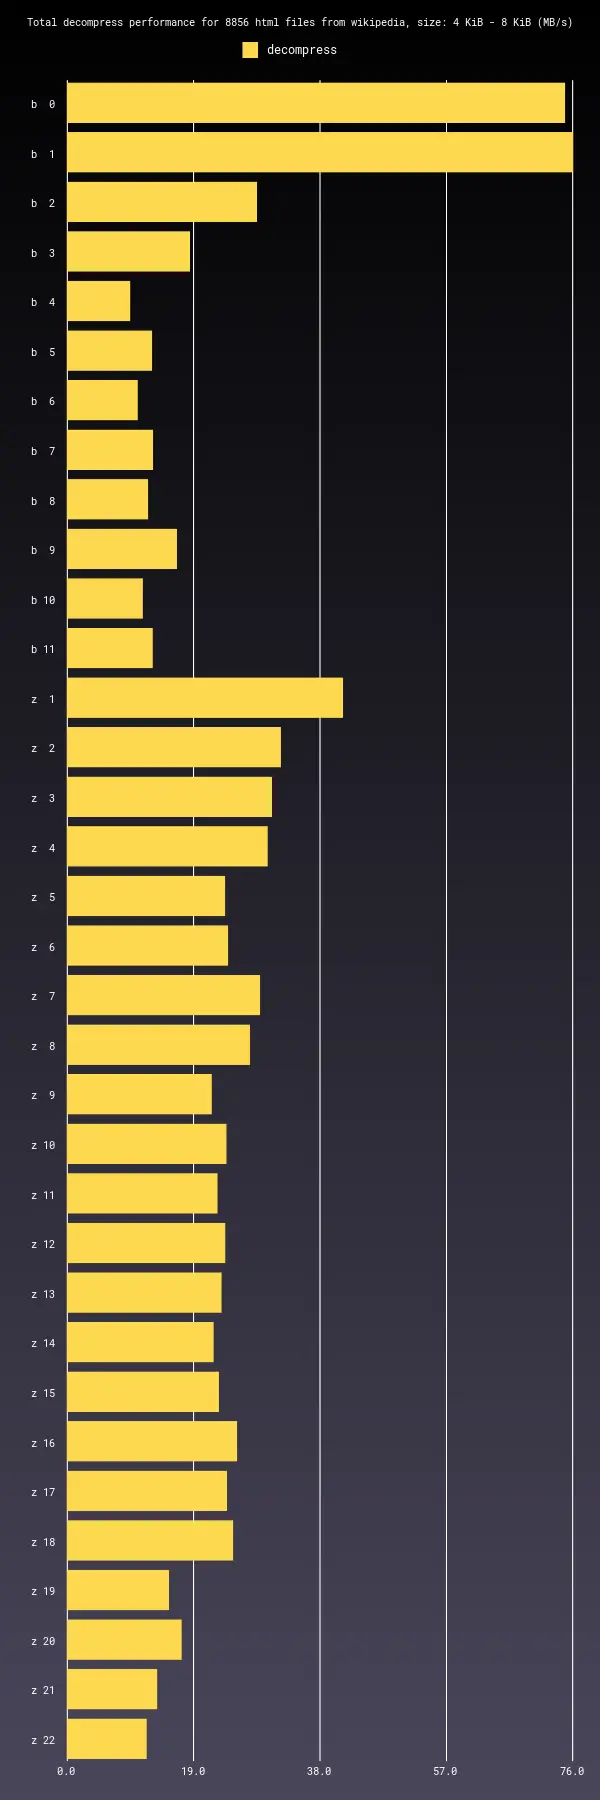 Total decompress performance for 8856 html files from wikipedia, size: 4 KiB - 8 KiB (MB/s)
decompress
b 0
b 1
b 2
b 3
b 4
b 5
b 6
b 7
b 8
b 9
b 10
b 11
z 1
z 2
z 3
z 4
z 5
z 6
z 7
z 8
z 9
z 10
z 11
z 12
z 13
z 14
z 15
z 16
z 17
z 18
z 19
z 20
z 21
z 22
0.0 19.0 38.0 57.0 76.0